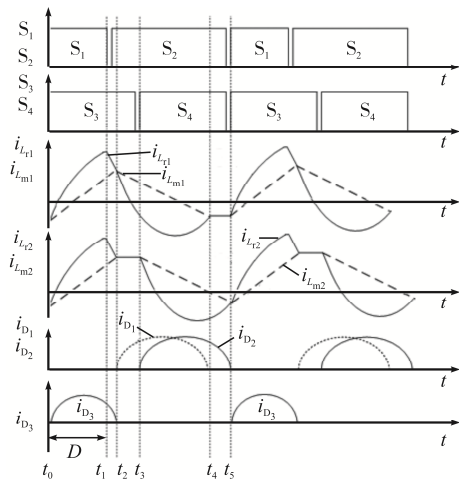 S1
S1 S2 S1 S2
S2
t
S3
S4 S3 S4 S3 S4
t
iLr1
iLr1
iLm1 iLm1
t
iLr2
iLr2
iLm2
iLm2
t
iD1
iD1 iD2
iD2
t
iD3 iD3
iD3
t
D
t0 t1 t2 t3 t4 t5